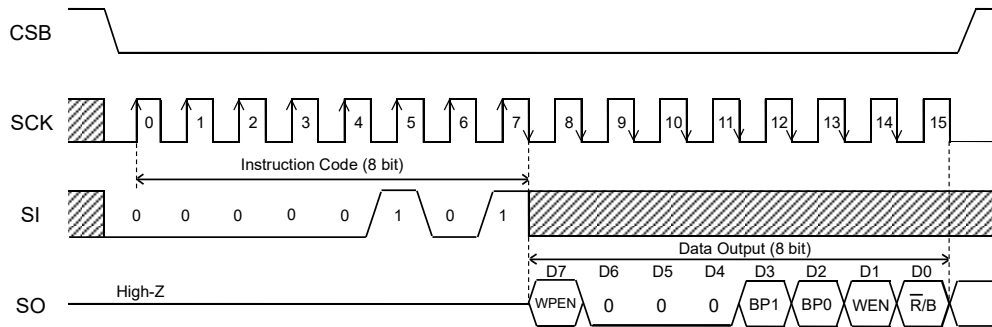 CSB
SCK 0 1 2 3 4 5 6 7 8 9 10 11 12 13 14 15
Instruction Code (8 bit)
SI 0 0 0 0 0 1 0 1
Data Output (8 bit)
D7 D6 D5 D4 D3 D2 D1 D0
High-Z
SO WPEN 0 0 0 BP1 BP0 WEN R̅/B